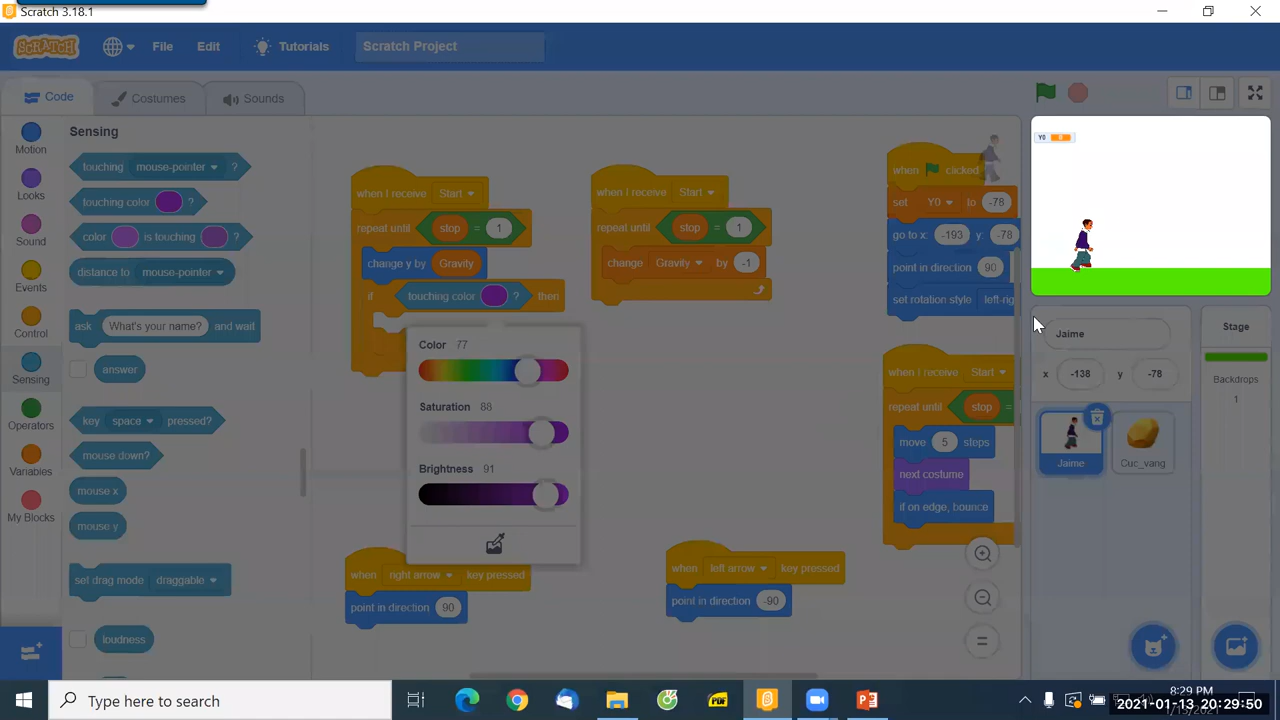 Scratch 3.18.1
SCRATCH
File
Edit
Tutorials
Scratch Project
Code
Costumes
Sounds
Motion
Looks
Sound
Events
Control
Sensing
Operators
Variables
My Blocks
Sensing
touching mouse-pointer ?
touching color ?
color is touching ?
distance to mouse-pointer
ask What's your name? and wait
answer
key space pressed?
mouse down?
mouse x
mouse y
set drag mode draggable
loudness
when I receive Start
repeat until stop = 1
change y by Gravity
if touching color ? then
Color 77
Saturation 88
Brightness 91
when I receive Start
repeat until stop = 1
change Gravity by -1
when right arrow key pressed
point in direction 90
when left arrow key pressed
point in direction -90
when clicked
set Y0 to -78
go to x: -193 y: -78
point in direction 90
set rotation style left-rig
when I receive Start
repeat until stop =
move 5 steps
next costume
if on edge, bounce
Y0 0
Jaime
x -138 y -78
Jaime
Cuc_vang
Stage
Backdrops
1
Type here to search
PDF
8:29 PM
2021-01-13 20:29:50